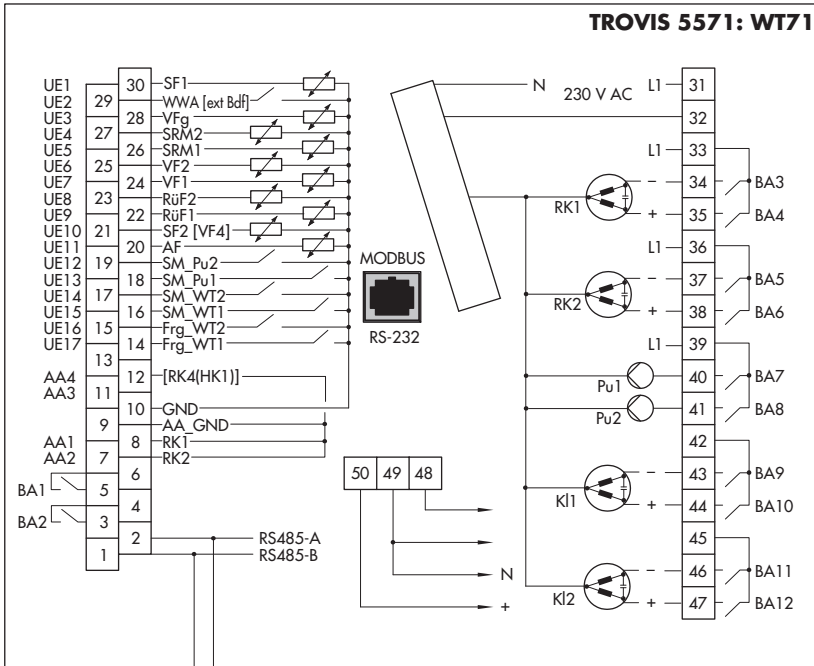 TROVIS 5571: WT71
UE1 30 SF1
UE2 29 WWA [ext Bdf]
UE3 28 VFg
UE4 27 SRM2
UE5 26 SRM1
UE6 25 VF2
UE7 24 VF1
UE8 23 RüF2
UE9 22 RüF1
UE10 21 SF2 [VF4]
UE11 20 AF
UE12 19 SM_Pu2
UE13 18 SM_Pu1
UE14 17 SM_WT2
UE15 16 SM_WT1
UE16 15 Frg_WT2
UE17 14 Frg_WT1
13
AA4 12 [RK4(HK1)]
AA3 11
10 GND
9 AA_GND
AA1 8 RK1
AA2 7 RK2
6
BA1 5
4
BA2 3
2 RS485-A
1 RS485-B
MODBUS
RS-232
50 49 48
N
+
N 230 V AC L1 31
32
L1 33
RK1 − 34 BA3
+ 35 BA4
L1 36
RK2 − 37 BA5
+ 38 BA6
L1 39
Pu1 40 BA7
Pu2 41 BA8
42
Kl1 − 43 BA9
+ 44 BA10
45
Kl2 − 46 BA11
+ 47 BA12